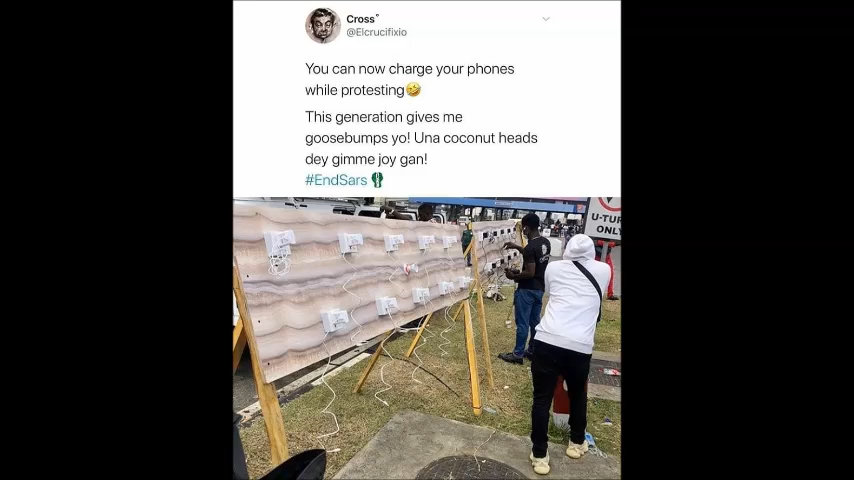 Cross°
@Elcrucifixio
You can now charge your phones
while protesting🤣
This generation gives me
goosebumps yo! Una coconut heads
dey gimme joy gan!
#EndSars
U-TUR
ONLY